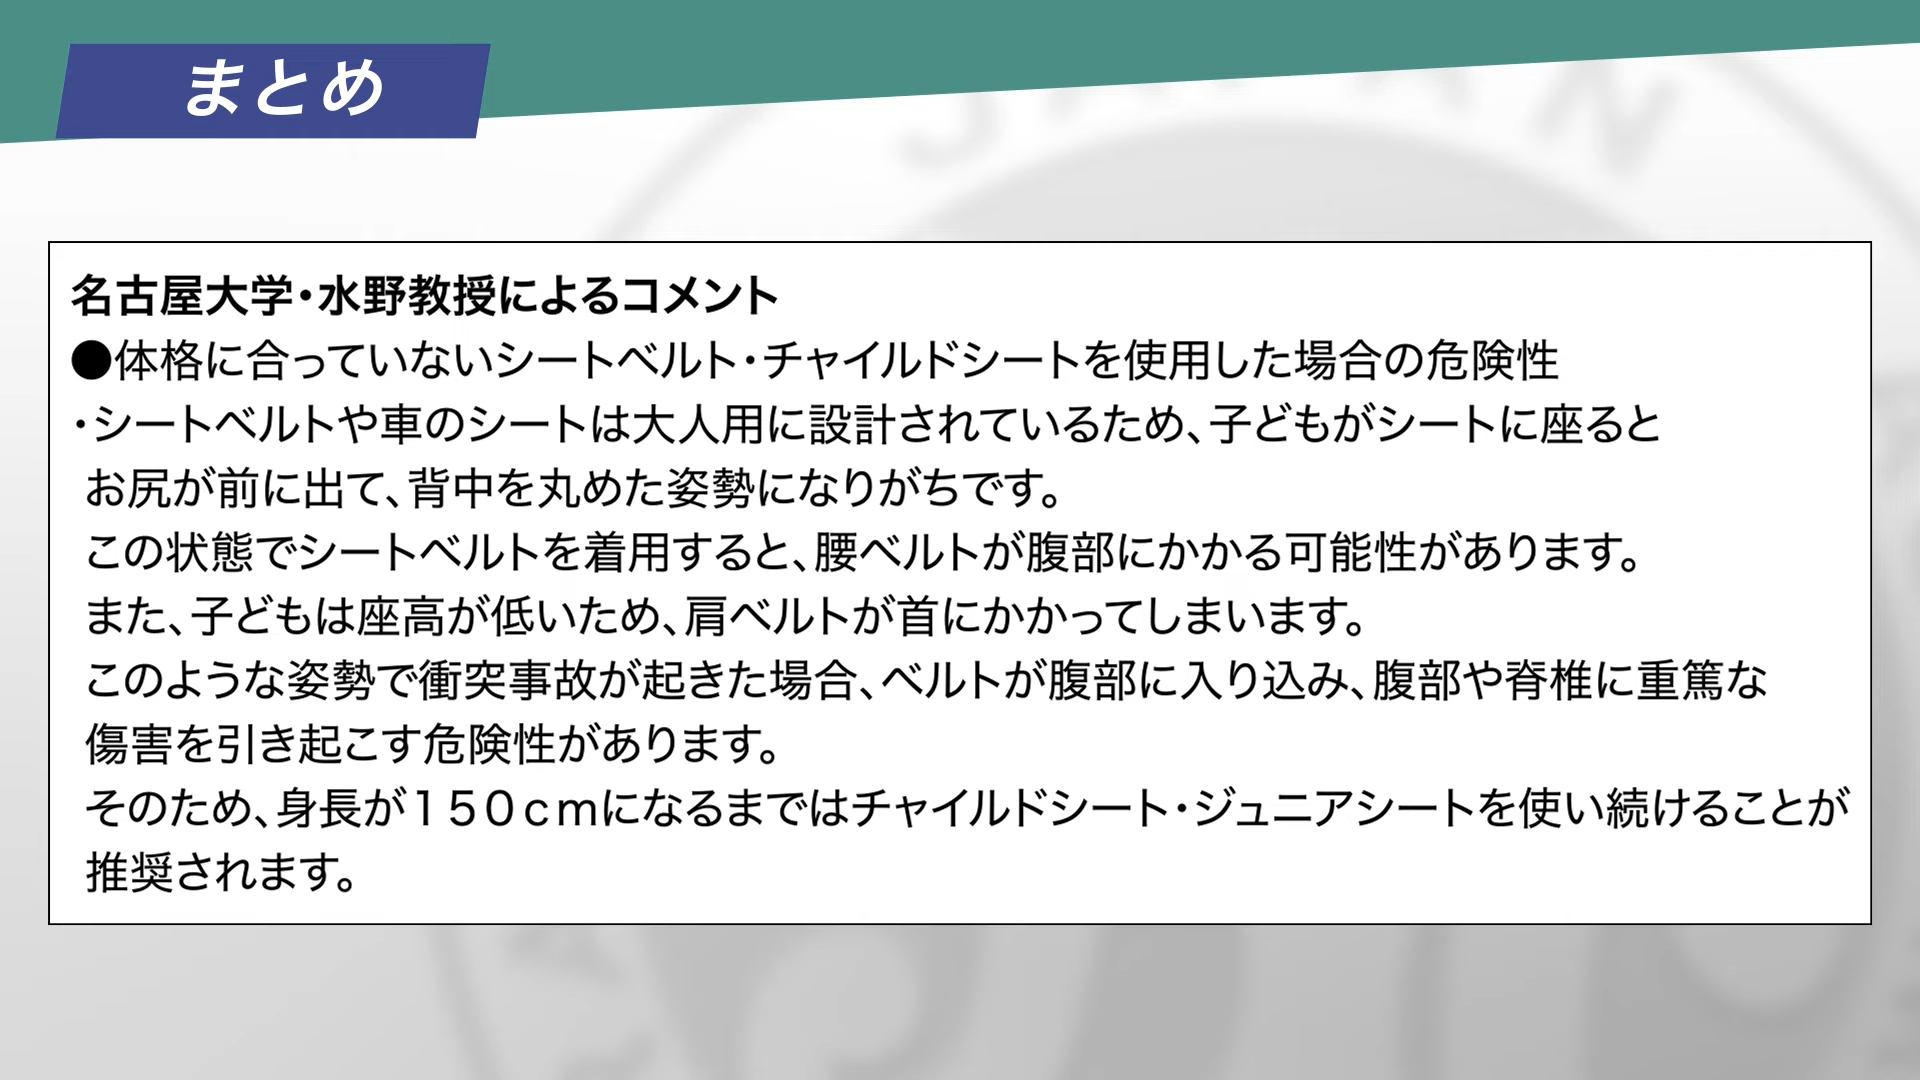 まとめ
JAPAN
名古屋大学・水野教授によるコメント
●体格に合っていないシートベルト・チャイルドシートを使用した場合の危険性
・シートベルトや車のシートは大人用に設計されているため、子どもがシートに座ると
お尻が前に出て、背中を丸めた姿勢になりがちです。
この状態でシートベルトを着用すると、腰ベルトが腹部にかかる可能性があります。
また、子どもは座高が低いため、肩ベルトが首にかかってしまいます。
このような姿勢で衝突事故が起きた場合、ベルトが腹部に入り込み、腹部や脊椎に重篤な
傷害を引き起こす危険性があります。
そのため、身長が１５０ｃｍになるまではチャイルドシート・ジュニアシートを使い続けることが
推奨されます。